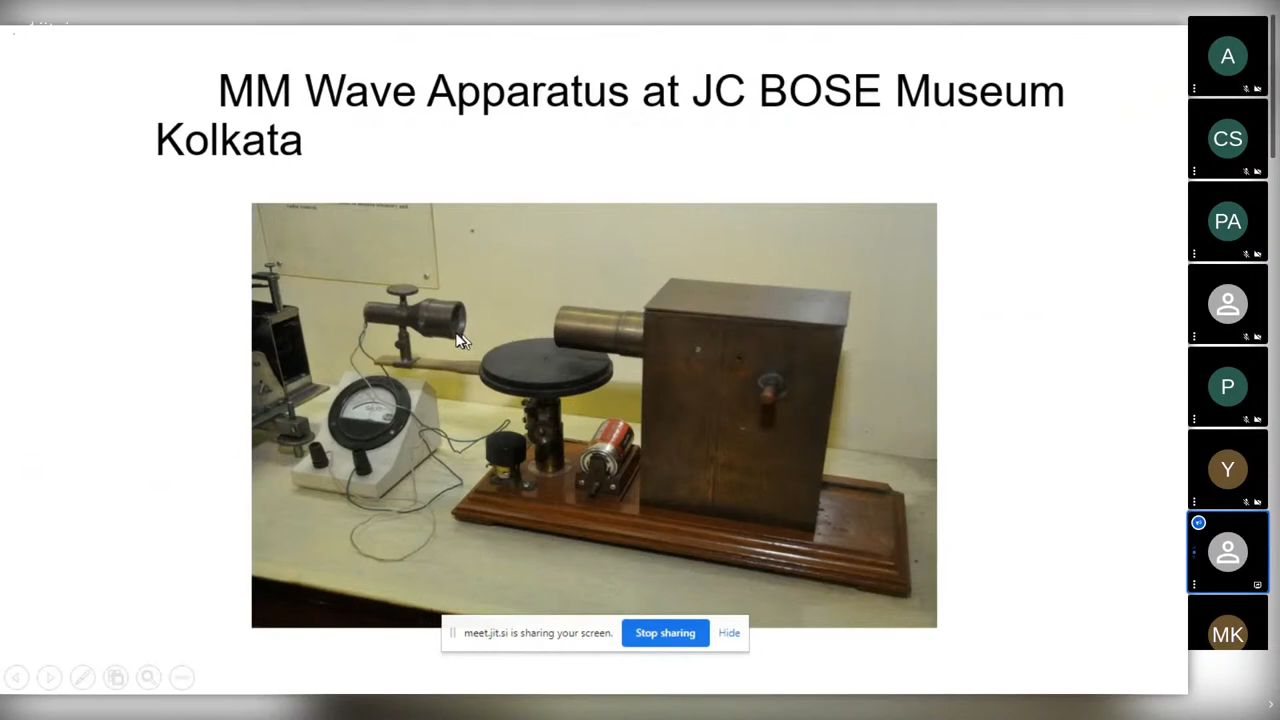 MM Wave Apparatus at JC BOSE Museum
Kolkata
meet.jit.si is sharing your screen.
Stop sharing
Hide
A
CS
PA
P
Y
MK